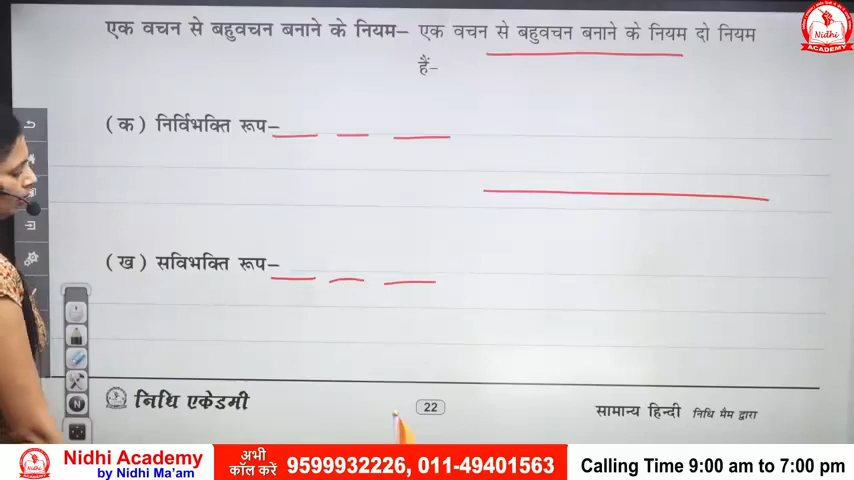 एक वचन से बहुवचन बनाने के नियम– एक वचन से बहुवचन बनाने के नियम दो नियम
हैं-
(क) निर्विभक्ति रूप–
(ख) सविभक्ति रूप–
निधि एकेडमी
22
सामान्य हिन्दी निधि मैम द्वारा
Nidhi
ACADEMY
N
Nidhi Academy
by Nidhi Ma'am
अभी
कॉल करें
9599932226, 011-49401563
Calling Time 9:00 am to 7:00 pm